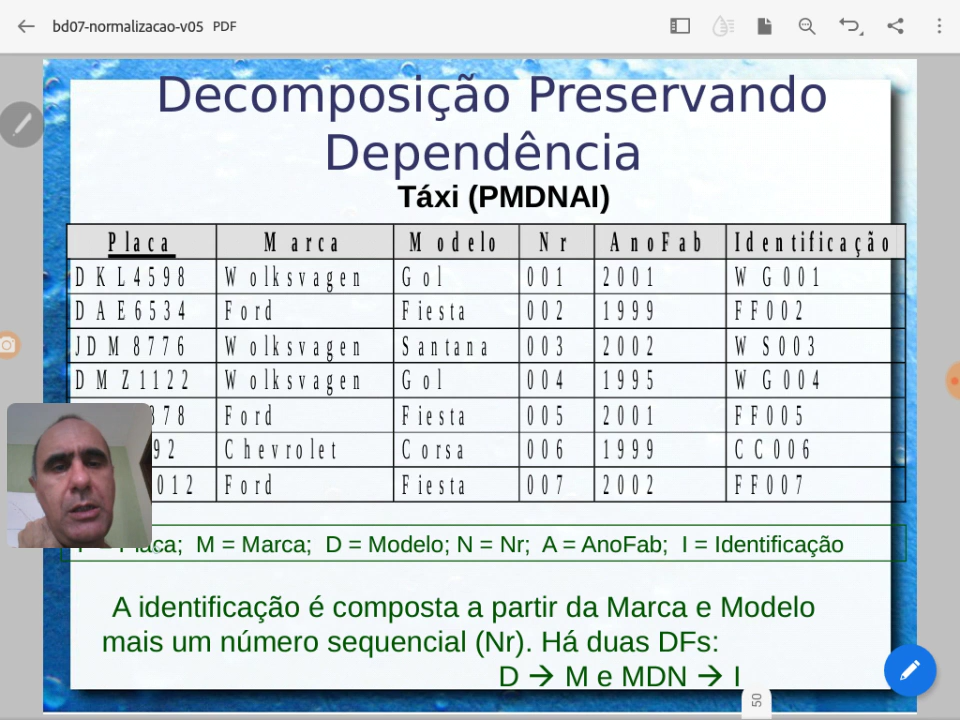 bd07-normalizacao-v05 PDF
Decomposição Preservando
Dependência
Táxi (PMDNAI)
Placa Marca Modelo Nr AnoFab Identificação
DKL4598 Wolksvagen Gol 001 2001 WG001
DAE6534 Ford Fiesta 002 1999 FF002
JDM8776 Wolksvagen Santana 003 2002 WS003
DMZ1122 Wolksvagen Gol 004 1995 WG004
878 Ford Fiesta 005 2001 FF005
92 Chevrolet Corsa 006 1999 CC006
012 Ford Fiesta 007 2002 FF007
M = Marca; D = Modelo; N = Nr; A = AnoFab; I = Identificação
A identificação é composta a partir da Marca e Modelo
mais um número sequencial (Nr). Há duas DFs:
D → M e MDN → I
50